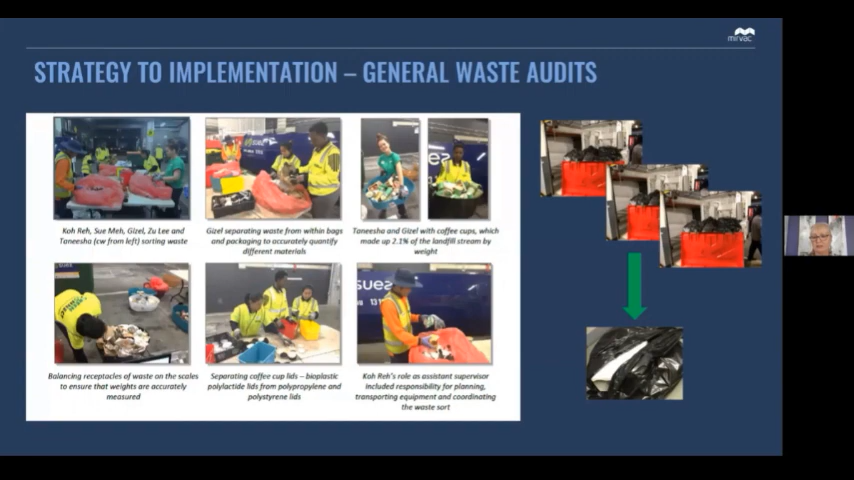 mirvac
STRATEGY TO IMPLEMENTATION – GENERAL WASTE AUDITS
Koh Reh, Sue Meh, Gizel, Zu Lee and
Taneesha (cw from left) sorting waste
Gizel separating waste from within bags
and packaging to accurately quantify
different materials
suez
Taneesha and Gizel with coffee cups, which
made up 2.1% of the landfill stream by
weight
Balancing receptacles of waste on the scales
to ensure that weights are accurately
measured
Separating coffee cup lids – bioplastic
polylactide lids from polypropylene and
polystyrene lids
suez
13
Koh Reh's role as assistant supervisor
included responsibility for planning,
transporting equipment and coordinating
the waste sort